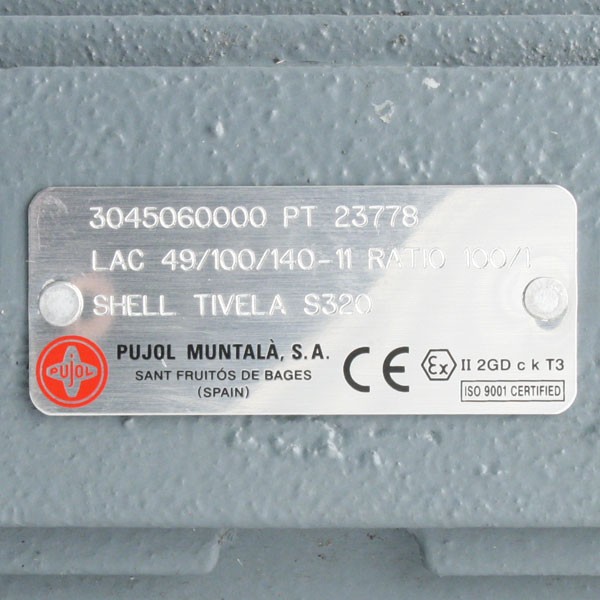 3045060000 PT 23778
LAC 49/100/140-11 RATIO 100/1
SHELL TIVELA S320
PUJOL
PUJOL MUNTALÀ, S.A.
SANT FRUITÓS DE BAGES
(SPAIN)
CE
Ex II 2GD c k T3
ISO 9001 CERTIFIED